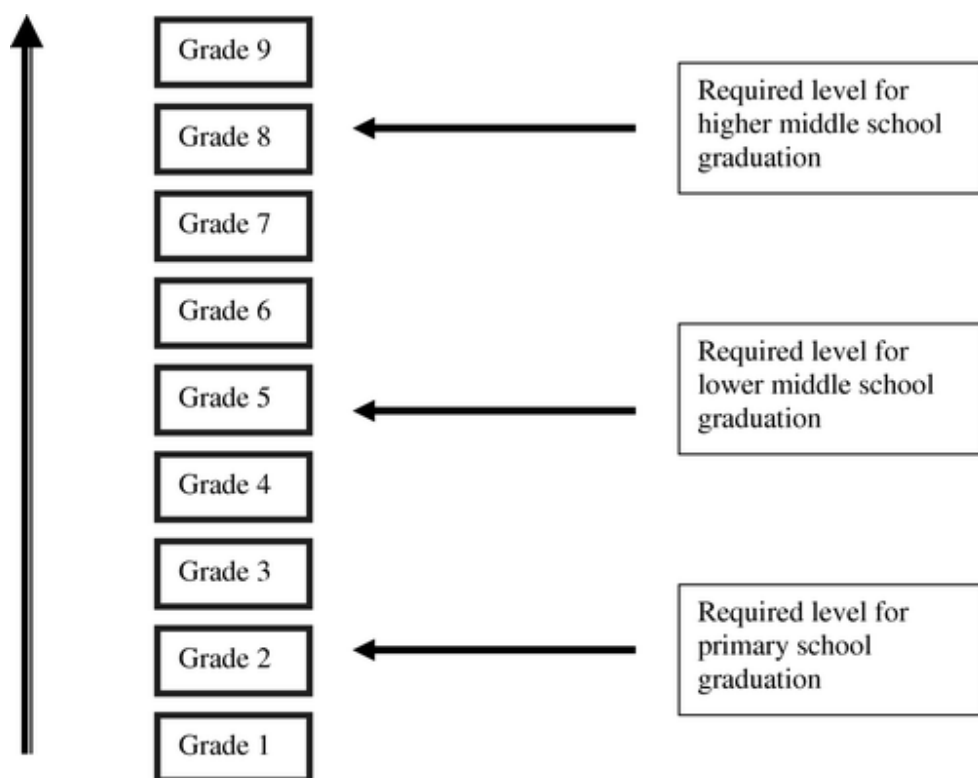 Grade 9
Required level for
higher middle school
graduation
Grade 8
Grade 7
Grade 6
Required level for
lower middle school
graduation
Grade 5
Grade 4
Grade 3
Required level for
primary school
graduation
Grade 2
Grade 1